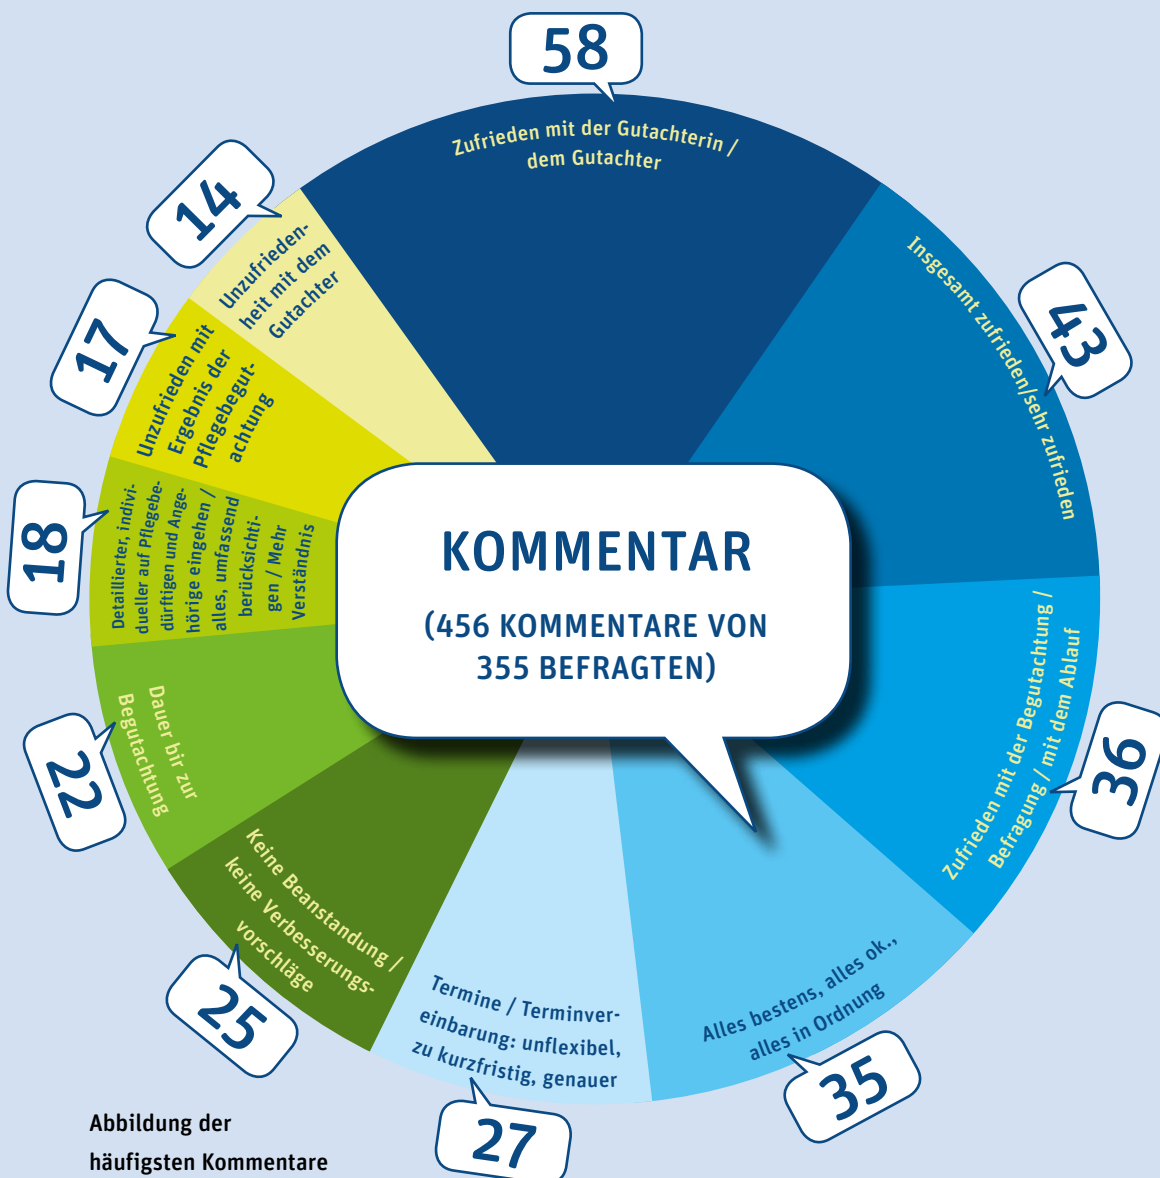 58
Zufrieden mit der Gutachterin /
dem Gutachter
43
Insgesamt zufrieden/sehr zufrieden
36
Zufrieden mit der Begutachtung /
Befragung / mit dem Ablauf
35
Alles bestens, alles ok.,
alles in Ordnung
27
Termine / Terminver-
einbarung: unflexibel,
zu kurzfristig, genauer
25
Keine Beanstandung /
keine Verbesserungs-
vorschläge
22
Dauer bir zur
Begutachtung
18
Detaillierter, indivi-
dueller auf Pflegebe-
dürftigen und Ange-
hörige eingehen /
alles, umfassend
berücksichti-
gen / Mehr
Verständnis
17
Unzufrieden mit
Ergebnis der
Pflegebegut-
achtung
14
Unzufrieden-
heit mit dem
Gutachter
KOMMENTAR
(456 KOMMENTARE VON
355 BEFRAGTEN)
Abbildung der
häufigsten Kommentare